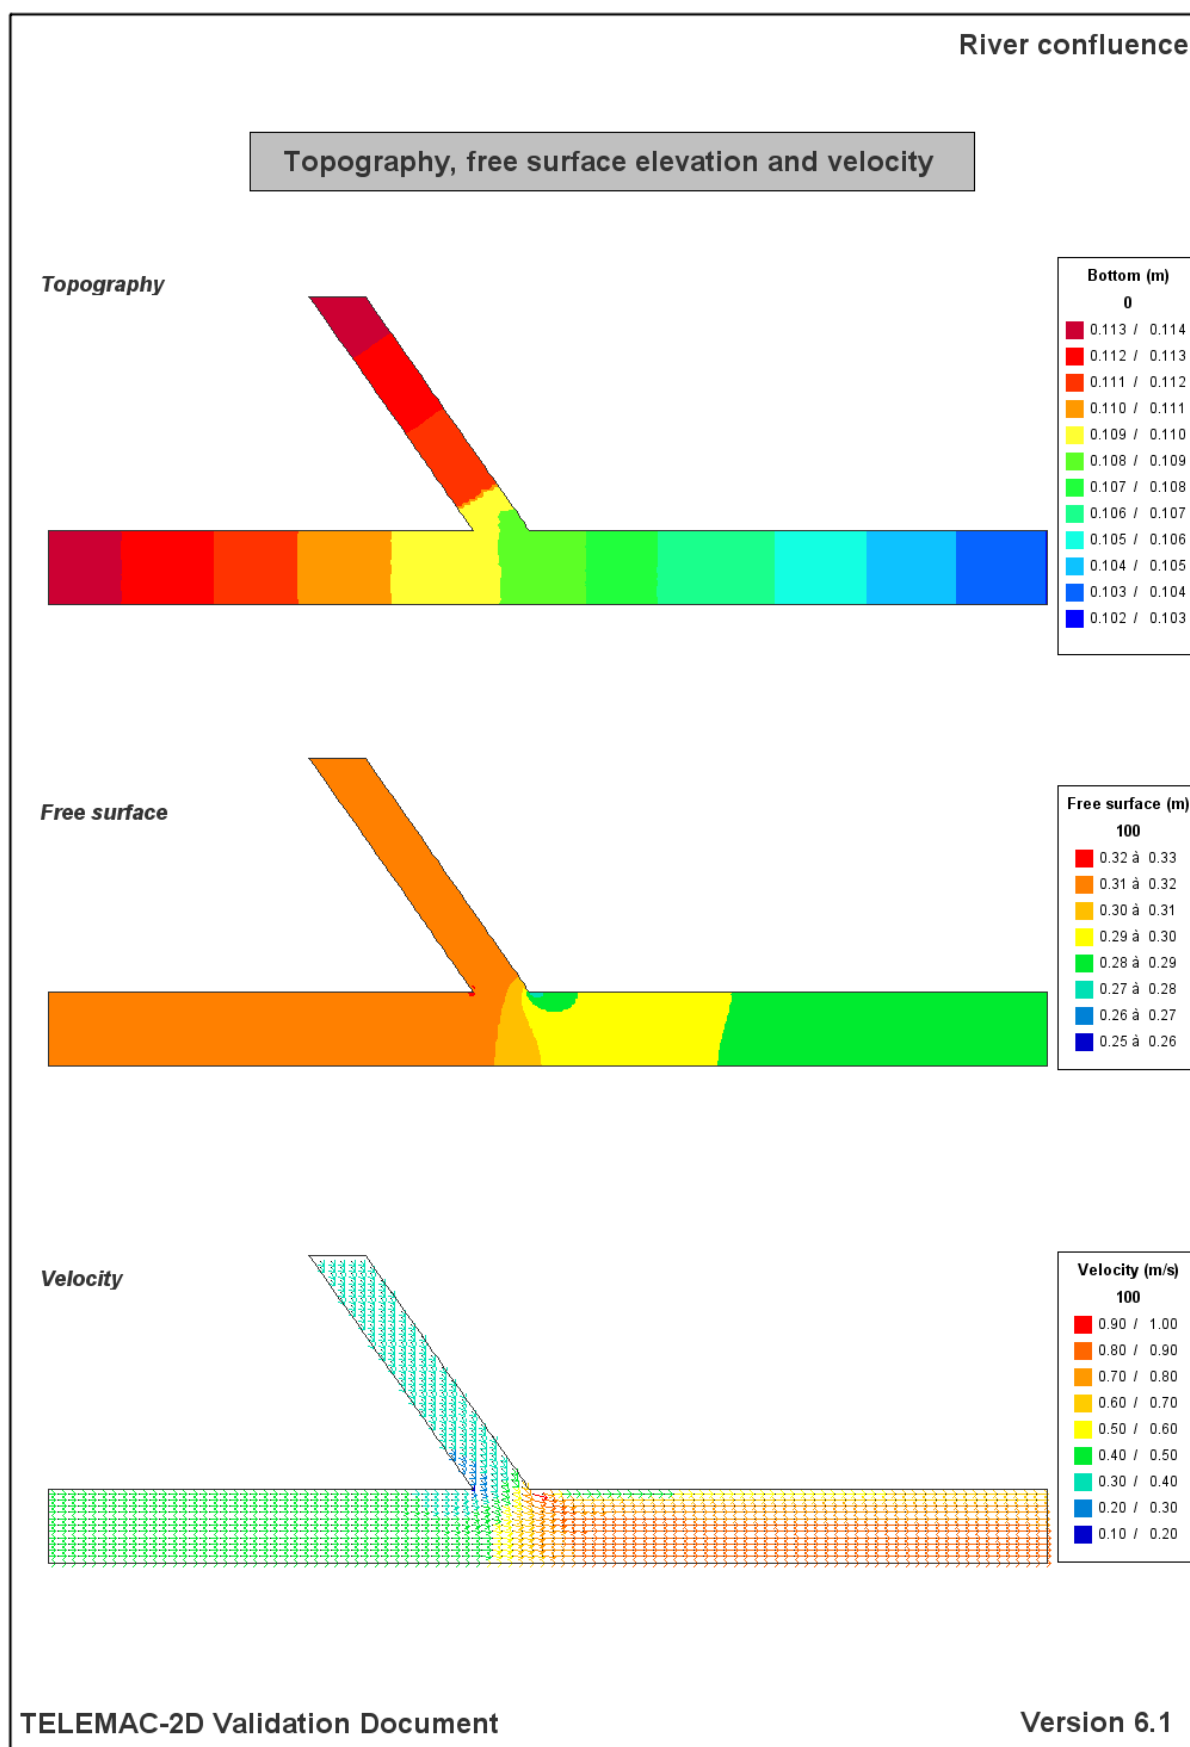 River confluence
Topography, free surface elevation and velocity
Topography
Bottom (m)
0
0.113 / 0.114
0.112 / 0.113
0.111 / 0.112
0.110 / 0.111
0.109 / 0.110
0.108 / 0.109
0.107 / 0.108
0.106 / 0.107
0.105 / 0.106
0.104 / 0.105
0.103 / 0.104
0.102 / 0.103
Free surface
Free surface (m)
100
0.32 à 0.33
0.31 à 0.32
0.30 à 0.31
0.29 à 0.30
0.28 à 0.29
0.27 à 0.28
0.26 à 0.27
0.25 à 0.26
Velocity
Velocity (m/s)
100
0.90 / 1.00
0.80 / 0.90
0.70 / 0.80
0.60 / 0.70
0.50 / 0.60
0.40 / 0.50
0.30 / 0.40
0.20 / 0.30
0.10 / 0.20
TELEMAC-2D Validation Document
Version 6.1